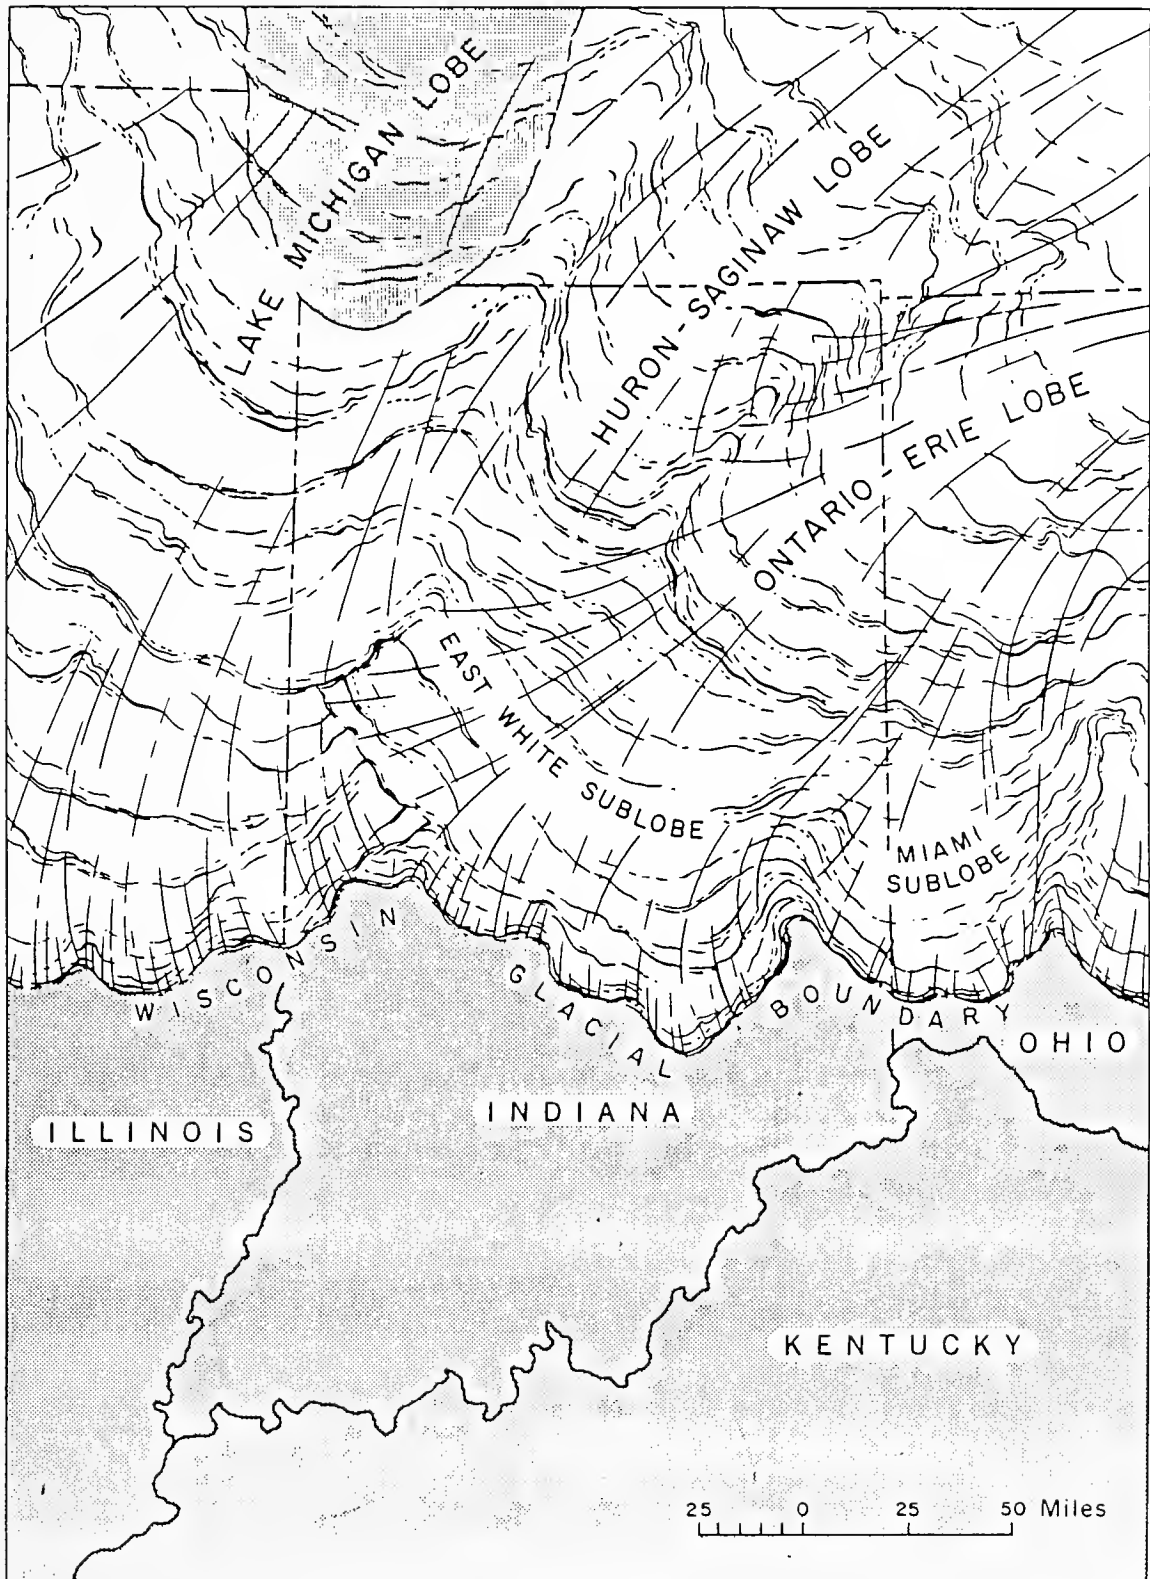 LAKE MICHIGAN LOBE
HURON-SAGINAW LOBE
ONTARIO-ERIE LOBE
EAST WHITE SUBLOBE
MIAMI
SUBLOBE
WISCONSIN GLACIAL BOUNDARY
OHIO
INDIANA
ILLINOIS
KENTUCKY
25 0 25 50 Miles